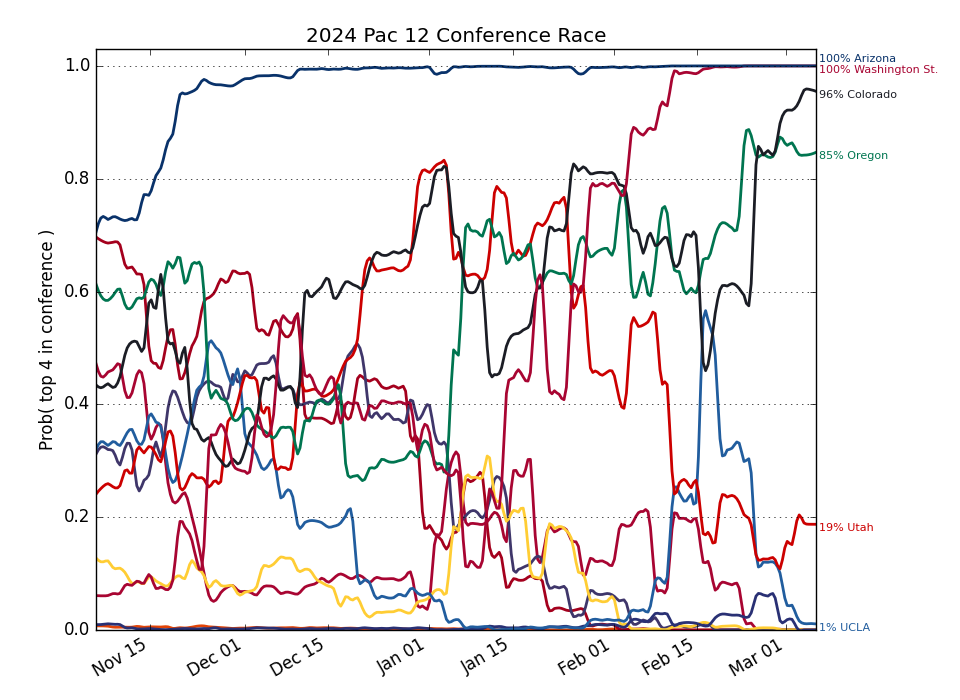 2024 Pac 12 Conference Race
Prob( top 4 in conference )
1.0
0.8
0.6
0.4
0.2
0.0
Nov 15
Dec 01
Dec 15
Jan 01
Jan 15
Feb 01
Feb 15
Mar 01
100% Arizona
100% Washington St.
96% Colorado
85% Oregon
19% Utah
1% UCLA